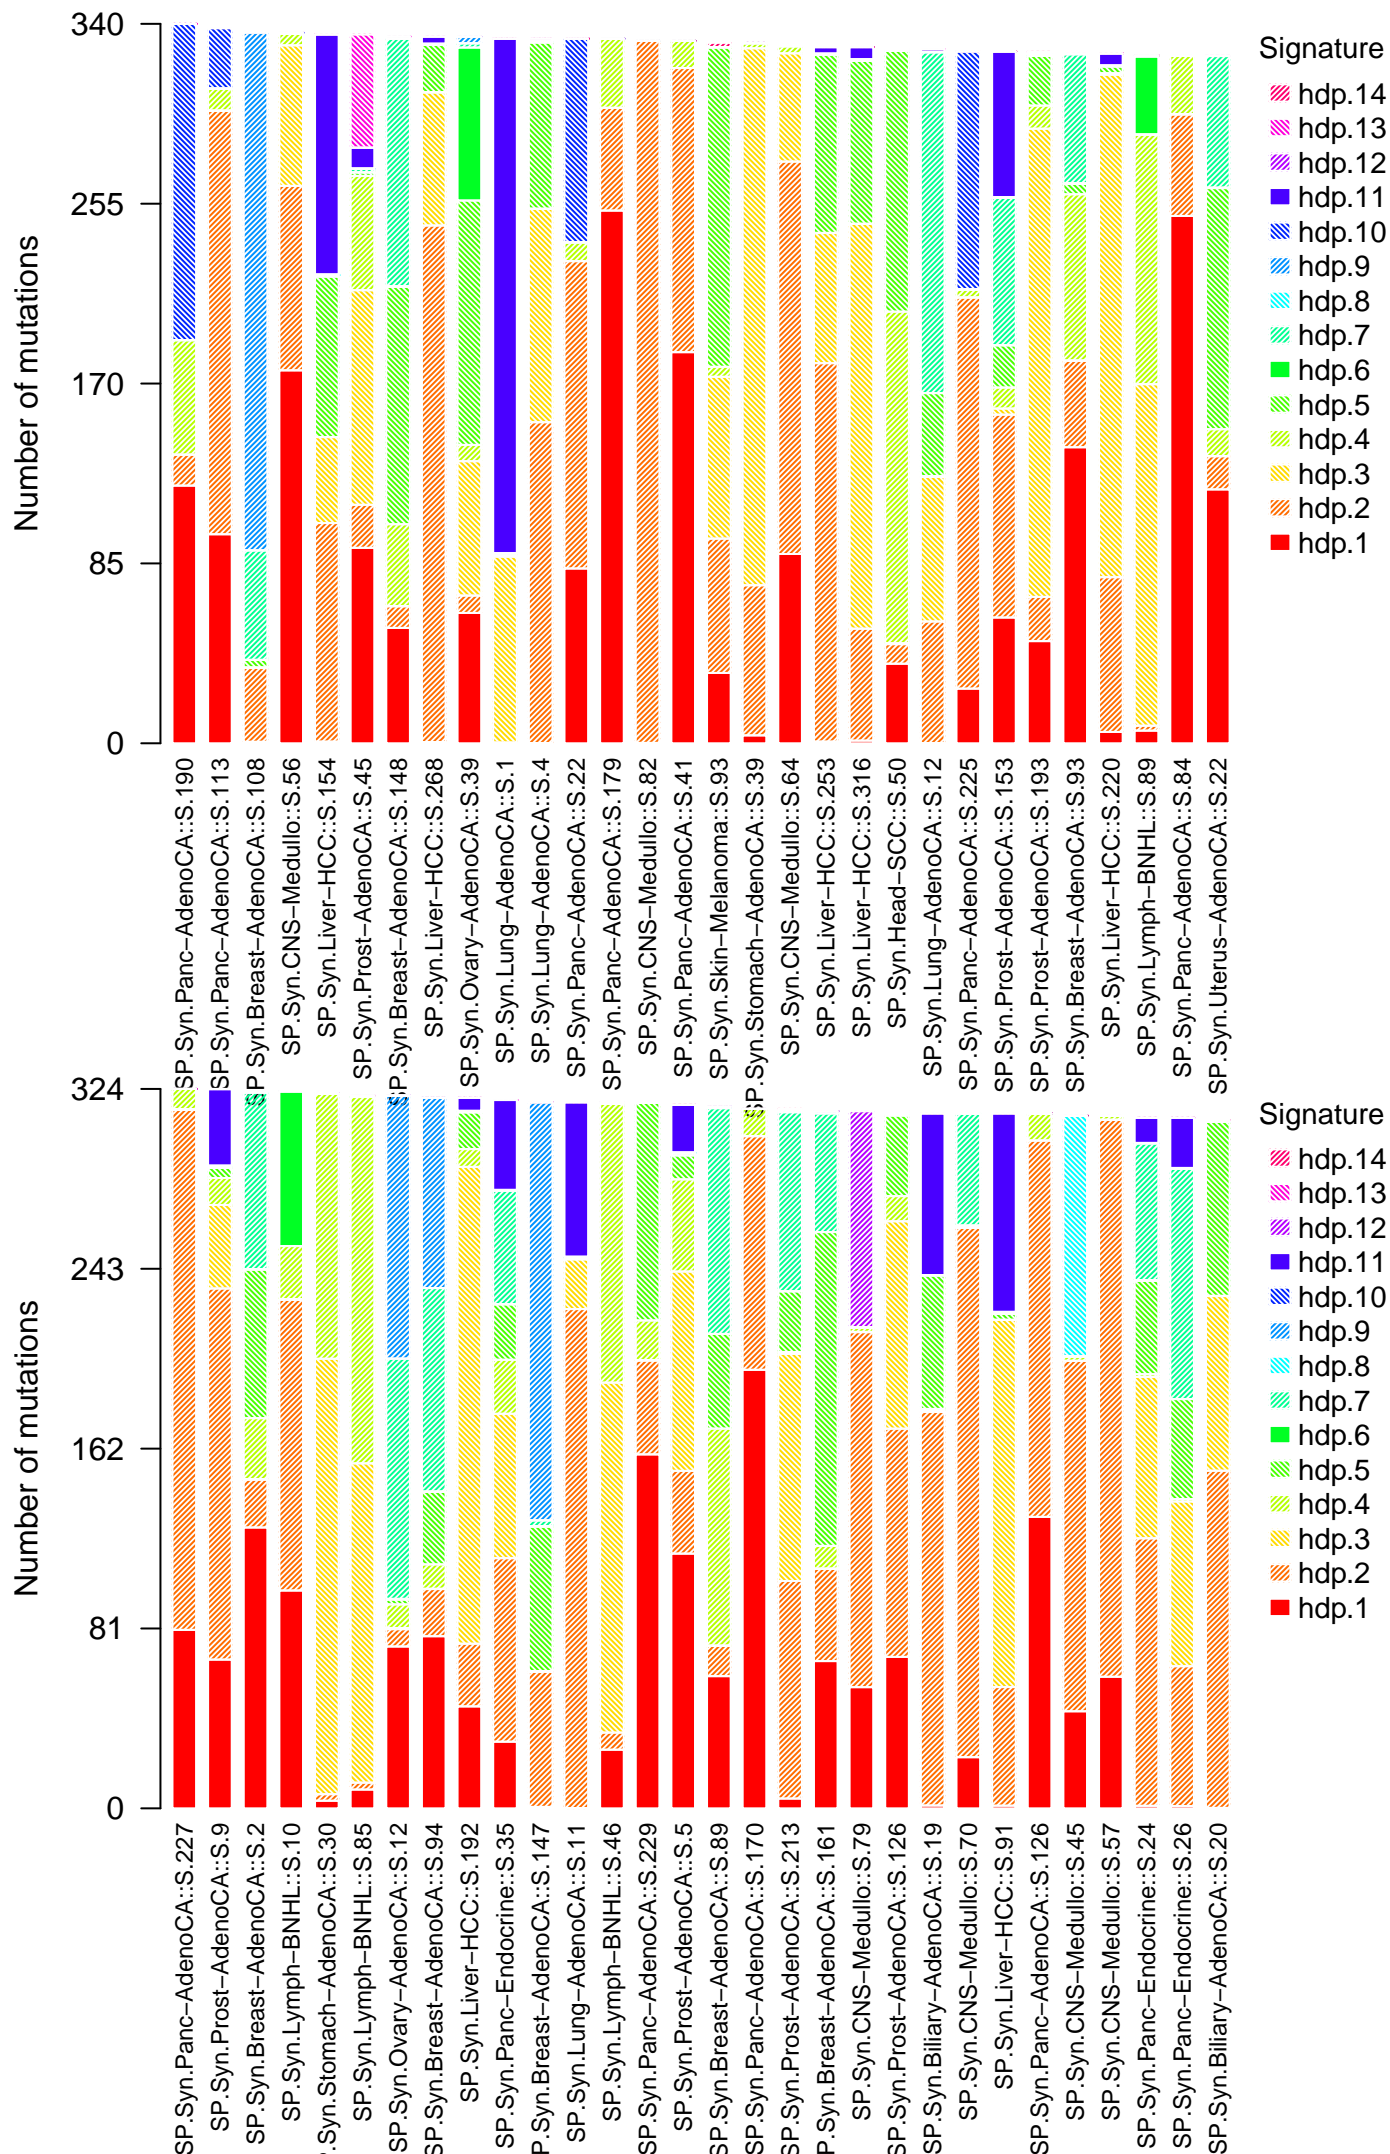 340
255
170
85
0
Number of mutations
Signature
hdp.14
hdp.13
hdp.12
hdp.11
hdp.10
hdp.9
hdp.8
hdp.7
hdp.6
hdp.5
hdp.4
hdp.3
hdp.2
hdp.1
SP.Syn.Panc−AdenoCA::S.190
SP.Syn.Panc−AdenoCA::S.113
SP.Syn.Breast−AdenoCA::S.108
SP.Syn.CNS−Medullo::S.56
SP.Syn.Liver−HCC::S.154
SP.Syn.Prost−AdenoCA::S.45
SP.Syn.Breast−AdenoCA::S.148
SP.Syn.Liver−HCC::S.268
SP.Syn.Ovary−AdenoCA::S.39
SP.Syn.Lung−AdenoCA::S.1
SP.Syn.Lung−AdenoCA::S.4
SP.Syn.Panc−AdenoCA::S.22
SP.Syn.Panc−AdenoCA::S.179
SP.Syn.CNS−Medullo::S.82
SP.Syn.Panc−AdenoCA::S.41
SP.Syn.Skin−Melanoma::S.93
SP.Syn.Stomach−AdenoCA::S.39
SP.Syn.CNS−Medullo::S.64
SP.Syn.Liver−HCC::S.253
SP.Syn.Liver−HCC::S.316
SP.Syn.Head−SCC::S.50
SP.Syn.Lung−AdenoCA::S.12
SP.Syn.Panc−AdenoCA::S.225
SP.Syn.Prost−AdenoCA::S.153
SP.Syn.Prost−AdenoCA::S.193
SP.Syn.Breast−AdenoCA::S.93
SP.Syn.Liver−HCC::S.220
SP.Syn.Lymph−BNHL::S.89
SP.Syn.Panc−AdenoCA::S.84
SP.Syn.Uterus−AdenoCA::S.22
324
243
162
81
0
Number of mutations
Signature
hdp.14
hdp.13
hdp.12
hdp.11
hdp.10
hdp.9
hdp.8
hdp.7
hdp.6
hdp.5
hdp.4
hdp.3
hdp.2
hdp.1
SP.Syn.Panc−AdenoCA::S.227
SP.Syn.Prost−AdenoCA::S.9
SP.Syn.Breast−AdenoCA::S.2
SP.Syn.Lymph−BNHL::S.10
.Syn.Stomach−AdenoCA::S.30
SP.Syn.Lymph−BNHL::S.85
SP.Syn.Ovary−AdenoCA::S.12
SP.Syn.Breast−AdenoCA::S.94
SP.Syn.Liver−HCC::S.192
SP.Syn.Panc−Endocrine::S.35
P.Syn.Breast−AdenoCA::S.147
SP.Syn.Lung−AdenoCA::S.11
SP.Syn.Lymph−BNHL::S.46
SP.Syn.Panc−AdenoCA::S.229
SP.Syn.Prost−AdenoCA::S.5
SP.Syn.Breast−AdenoCA::S.89
SP.Syn.Panc−AdenoCA::S.170
SP.Syn.Prost−AdenoCA::S.213
P.Syn.Breast−AdenoCA::S.161
SP.Syn.CNS−Medullo::S.79
SP.Syn.Prost−AdenoCA::S.126
SP.Syn.Biliary−AdenoCA::S.19
SP.Syn.CNS−Medullo::S.70
SP.Syn.Liver−HCC::S.91
SP.Syn.Panc−AdenoCA::S.126
SP.Syn.CNS−Medullo::S.45
SP.Syn.CNS−Medullo::S.57
SP.Syn.Panc−Endocrine::S.24
SP.Syn.Panc−Endocrine::S.26
SP.Syn.Biliary−AdenoCA::S.20